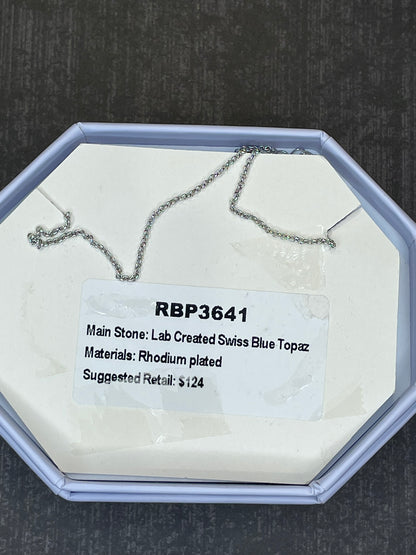 RBP3641
Main Stone: Lab Created Swiss Blue Topaz
Materials: Rhodium plated
Suggested Retail: $124